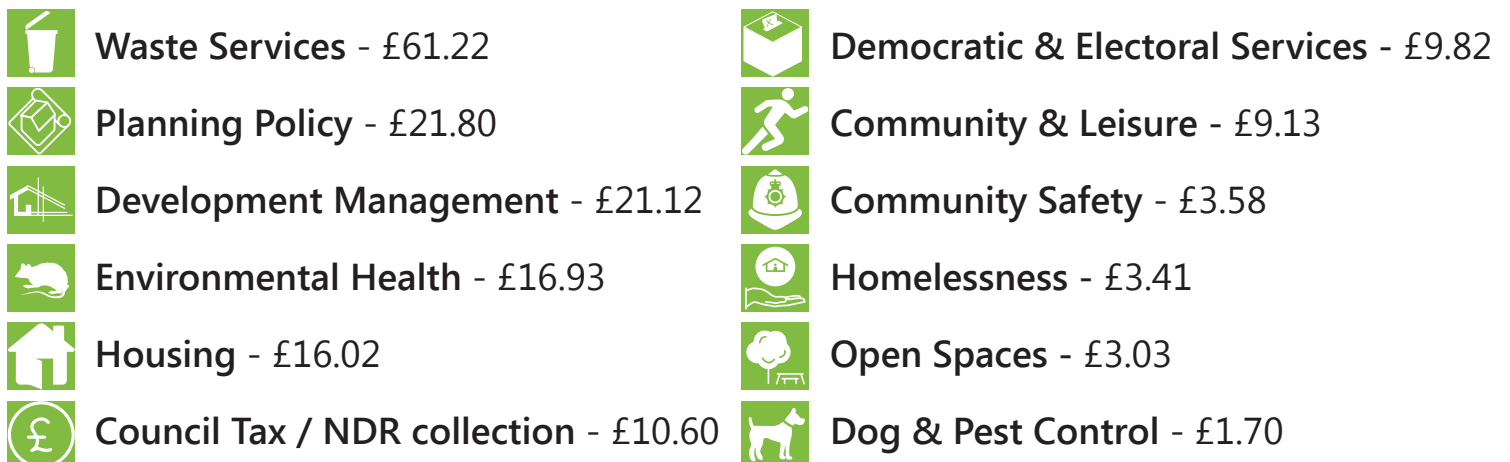 Waste Services - £61.22
Planning Policy - £21.80
Development Management - £21.12
Environmental Health - £16.93
Housing - £16.02
£
Council Tax / NDR collection - £10.60
x
Democratic & Electoral Services - £9.82
Community & Leisure - £9.13
Community Safety - £3.58
Homelessness - £3.41
Open Spaces - £3.03
Dog & Pest Control - £1.70